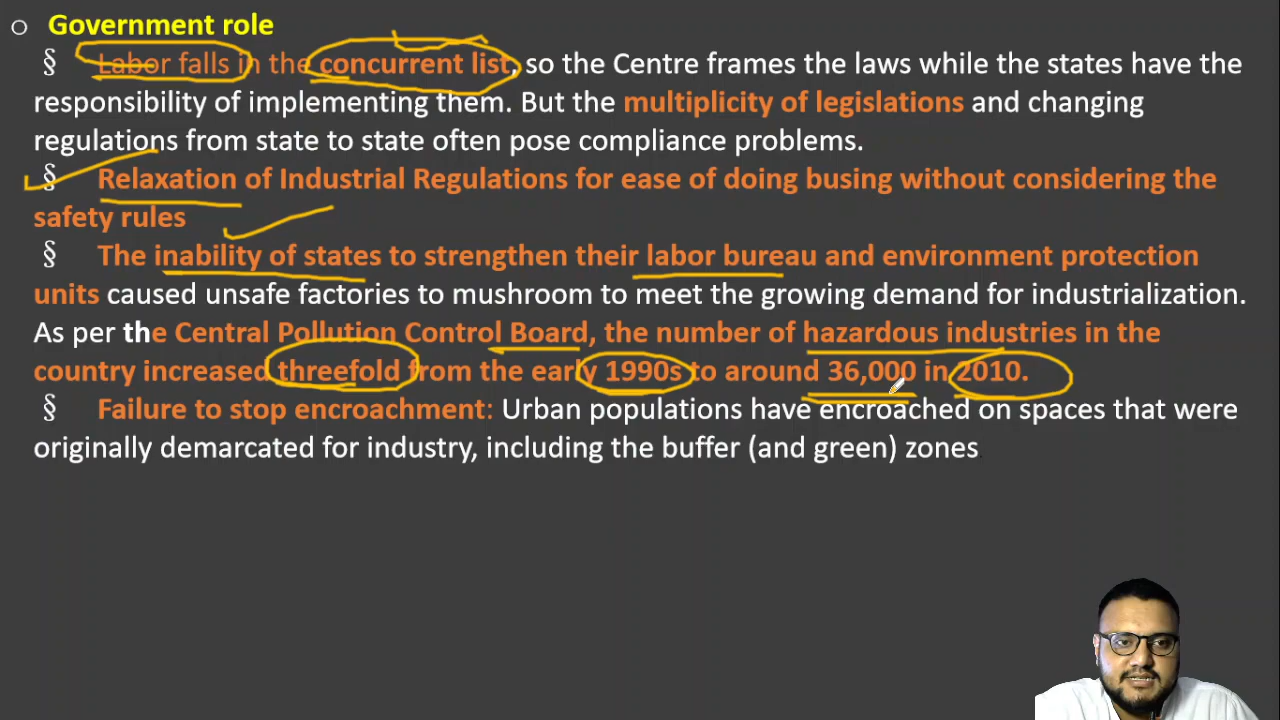 o Government role
§ Labor falls in the concurrent list, so the Centre frames the laws while the states have the
responsibility of implementing them. But the multiplicity of legislations and changing
regulations from state to state often pose compliance problems.
§ Relaxation of Industrial Regulations for ease of doing busing without considering the
safety rules
§ The inability of states to strengthen their labor bureau and environment protection
units caused unsafe factories to mushroom to meet the growing demand for industrialization.
As per the Central Pollution Control Board, the number of hazardous industries in the
country increased threefold from the early 1990s to around 36,000 in 2010.
§ Failure to stop encroachment: Urban populations have encroached on spaces that were
originally demarcated for industry, including the buffer (and green) zones.